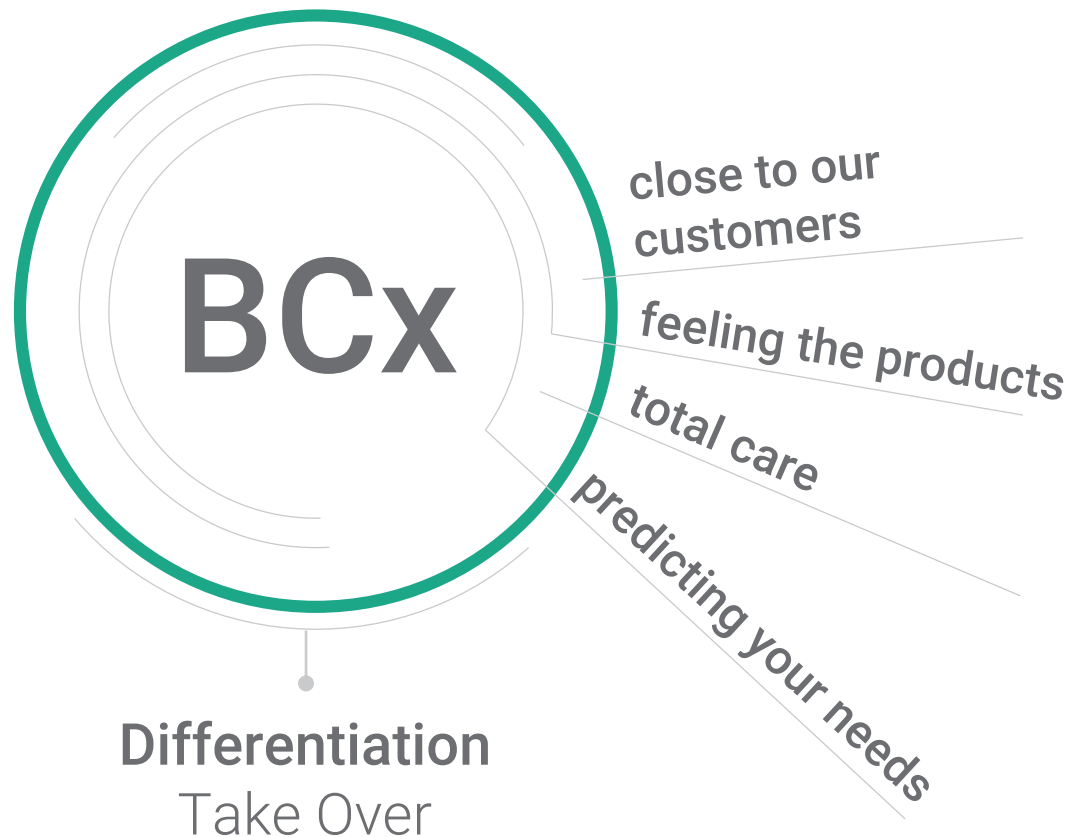 BCx
close to our
customers
feeling the products
total care
predicting your needs
Differentiation
Take Over